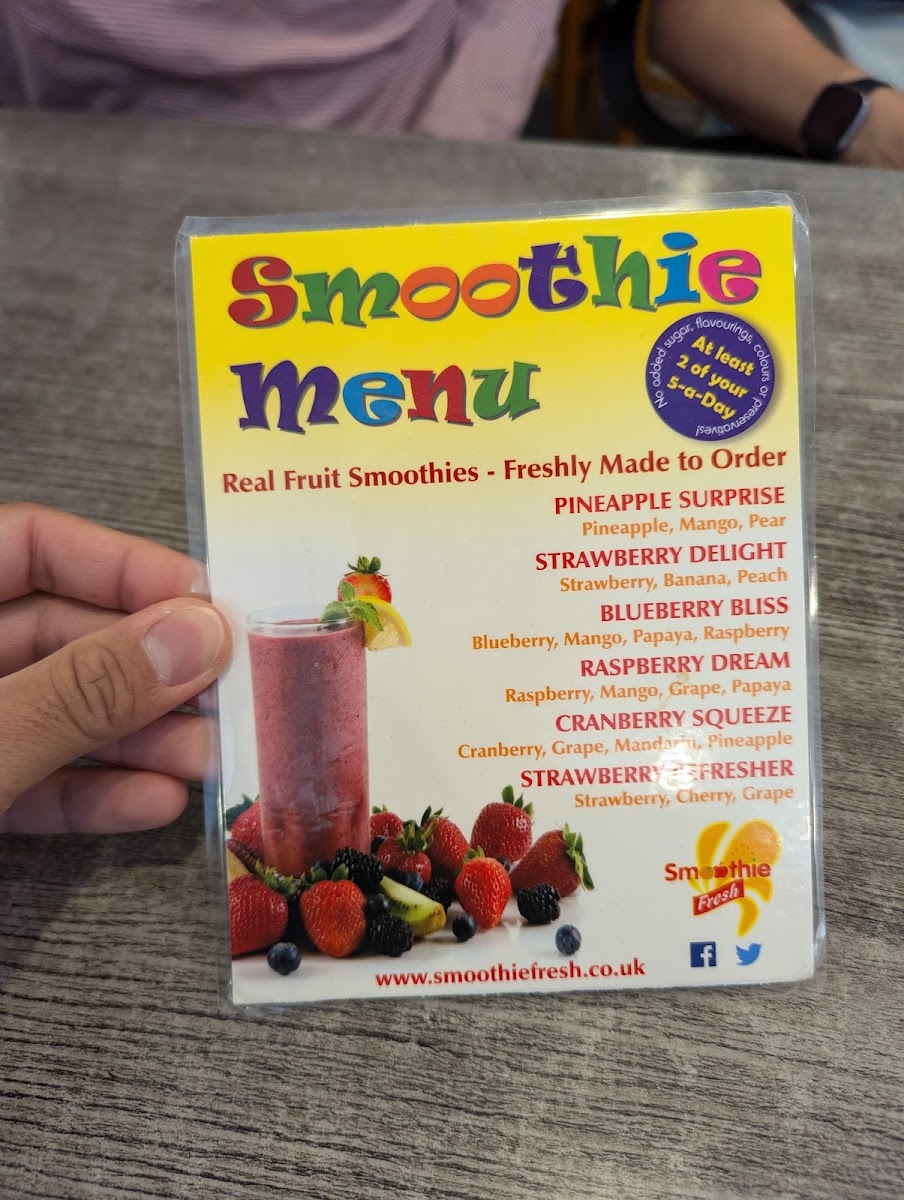 Smoothie
menu
No added sugar, flavourings, colours or preservatives!
At least
2 of your
5-a-Day
Real Fruit Smoothies - Freshly Made to Order
PINEAPPLE SURPRISE
Pineapple, Mango, Pear
STRAWBERRY DELIGHT
Strawberry, Banana, Peach
BLUEBERRY BLISS
Blueberry, Mango, Papaya, Raspberry
RASPBERRY DREAM
Raspberry, Mango, Grape, Papaya
CRANBERRY SQUEEZE
Cranberry, Grape, Mandarin, Pineapple
STRAWBERRY REFRESHER
Strawberry, Cherry, Grape
Smoothie
Fresh
www.smoothiefresh.co.uk